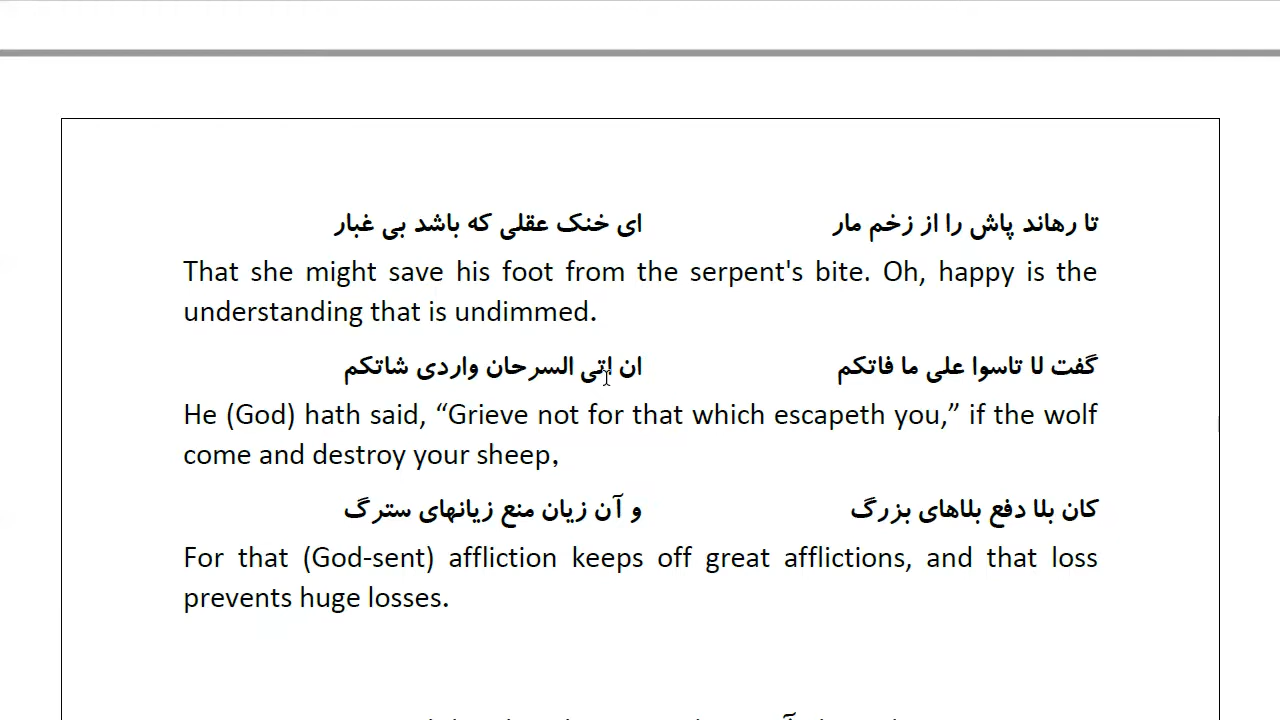 تا رهاند پاش را از زخم مار ای خنک عقلی که باشد بی غبار
That she might save his foot from the serpent's bite. Oh, happy is the
understanding that is undimmed.
گفت لا تاسوا علی ما فاتکم ان اتی السرحان واردی شاتکم
He (God) hath said, “Grieve not for that which escapeth you,” if the wolf
come and destroy your sheep,
کان بلا دفع بلاهای بزرگ و آن زیان منع زیانهای سترگ
For that (God-sent) affliction keeps off great afflictions, and that loss
prevents huge losses.